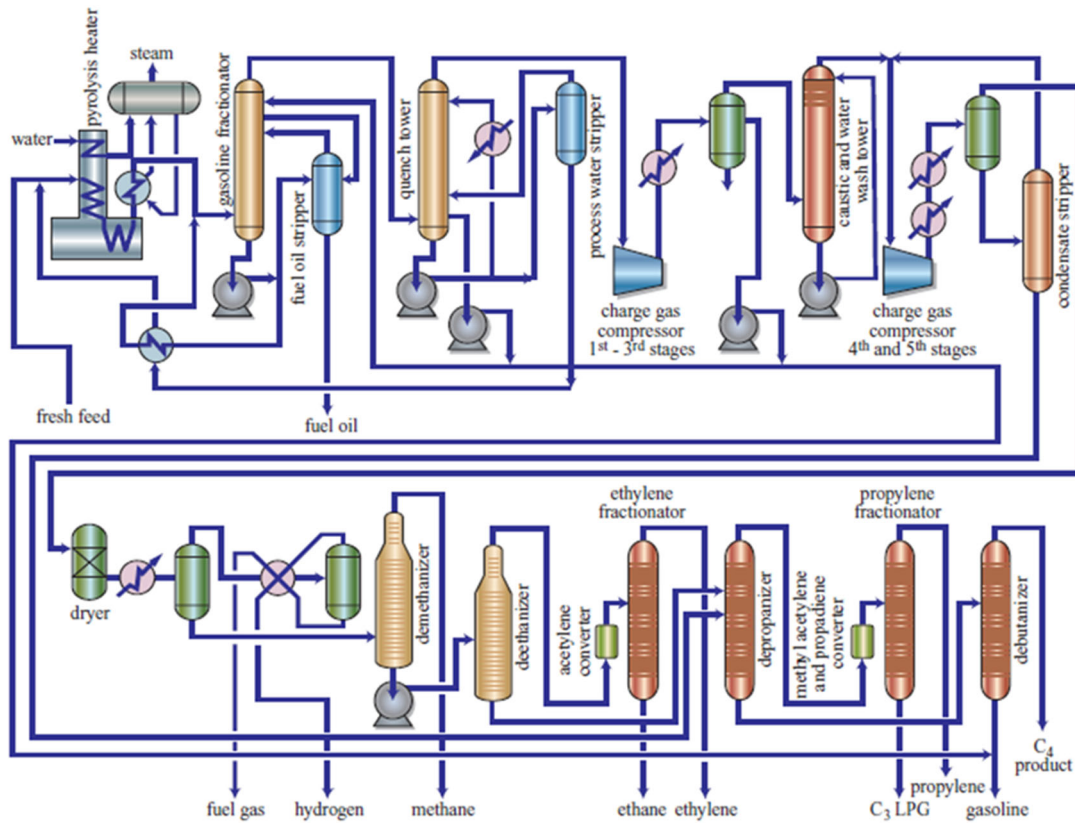 steam
pyrolysis heater
water
gasoline fractionator
fuel oil stripper
quench tower
process water stripper
caustic and water
wash tower
condensate stripper
charge gas
compressor
1st - 3rd stages
charge gas
compressor
4th and 5th stages
fresh feed
fuel oil
ethylene
fractionator
propylene
fractionator
dryer
demethanizer
deethanizer
acetylene
converter
depropanizer
methyl acetylene
and propadiene
converter
debutanizer
C4
product
fuel gas
hydrogen
methane
ethane
ethylene
C3 LPG
propylene
gasoline